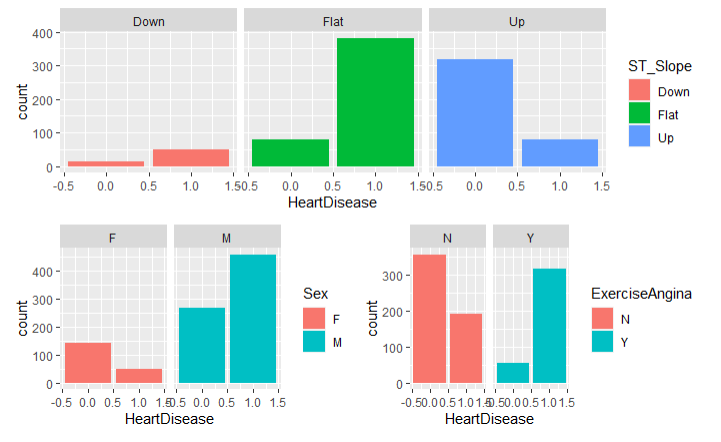 Down Flat Up
400
300
200
100
0
count
-0.5 0.0 0.5 1.0 1.5 -0.5 0.0 0.5 1.0 1.5 -0.5 0.0 0.5 1.0 1.5
HeartDisease
ST_Slope
Down
Flat
Up
F M
400
300
200
100
0
count
-0.5 0.0 0.5 1.0 1.5 -0.5 0.0 0.5 1.0 1.5
HeartDisease
Sex
F
M
N Y
300
200
100
0
count
-0.5 0.0 0.5 1.0 1.5 -0.5 0.0 0.5 1.0 1.5
HeartDisease
ExerciseAngina
N
Y